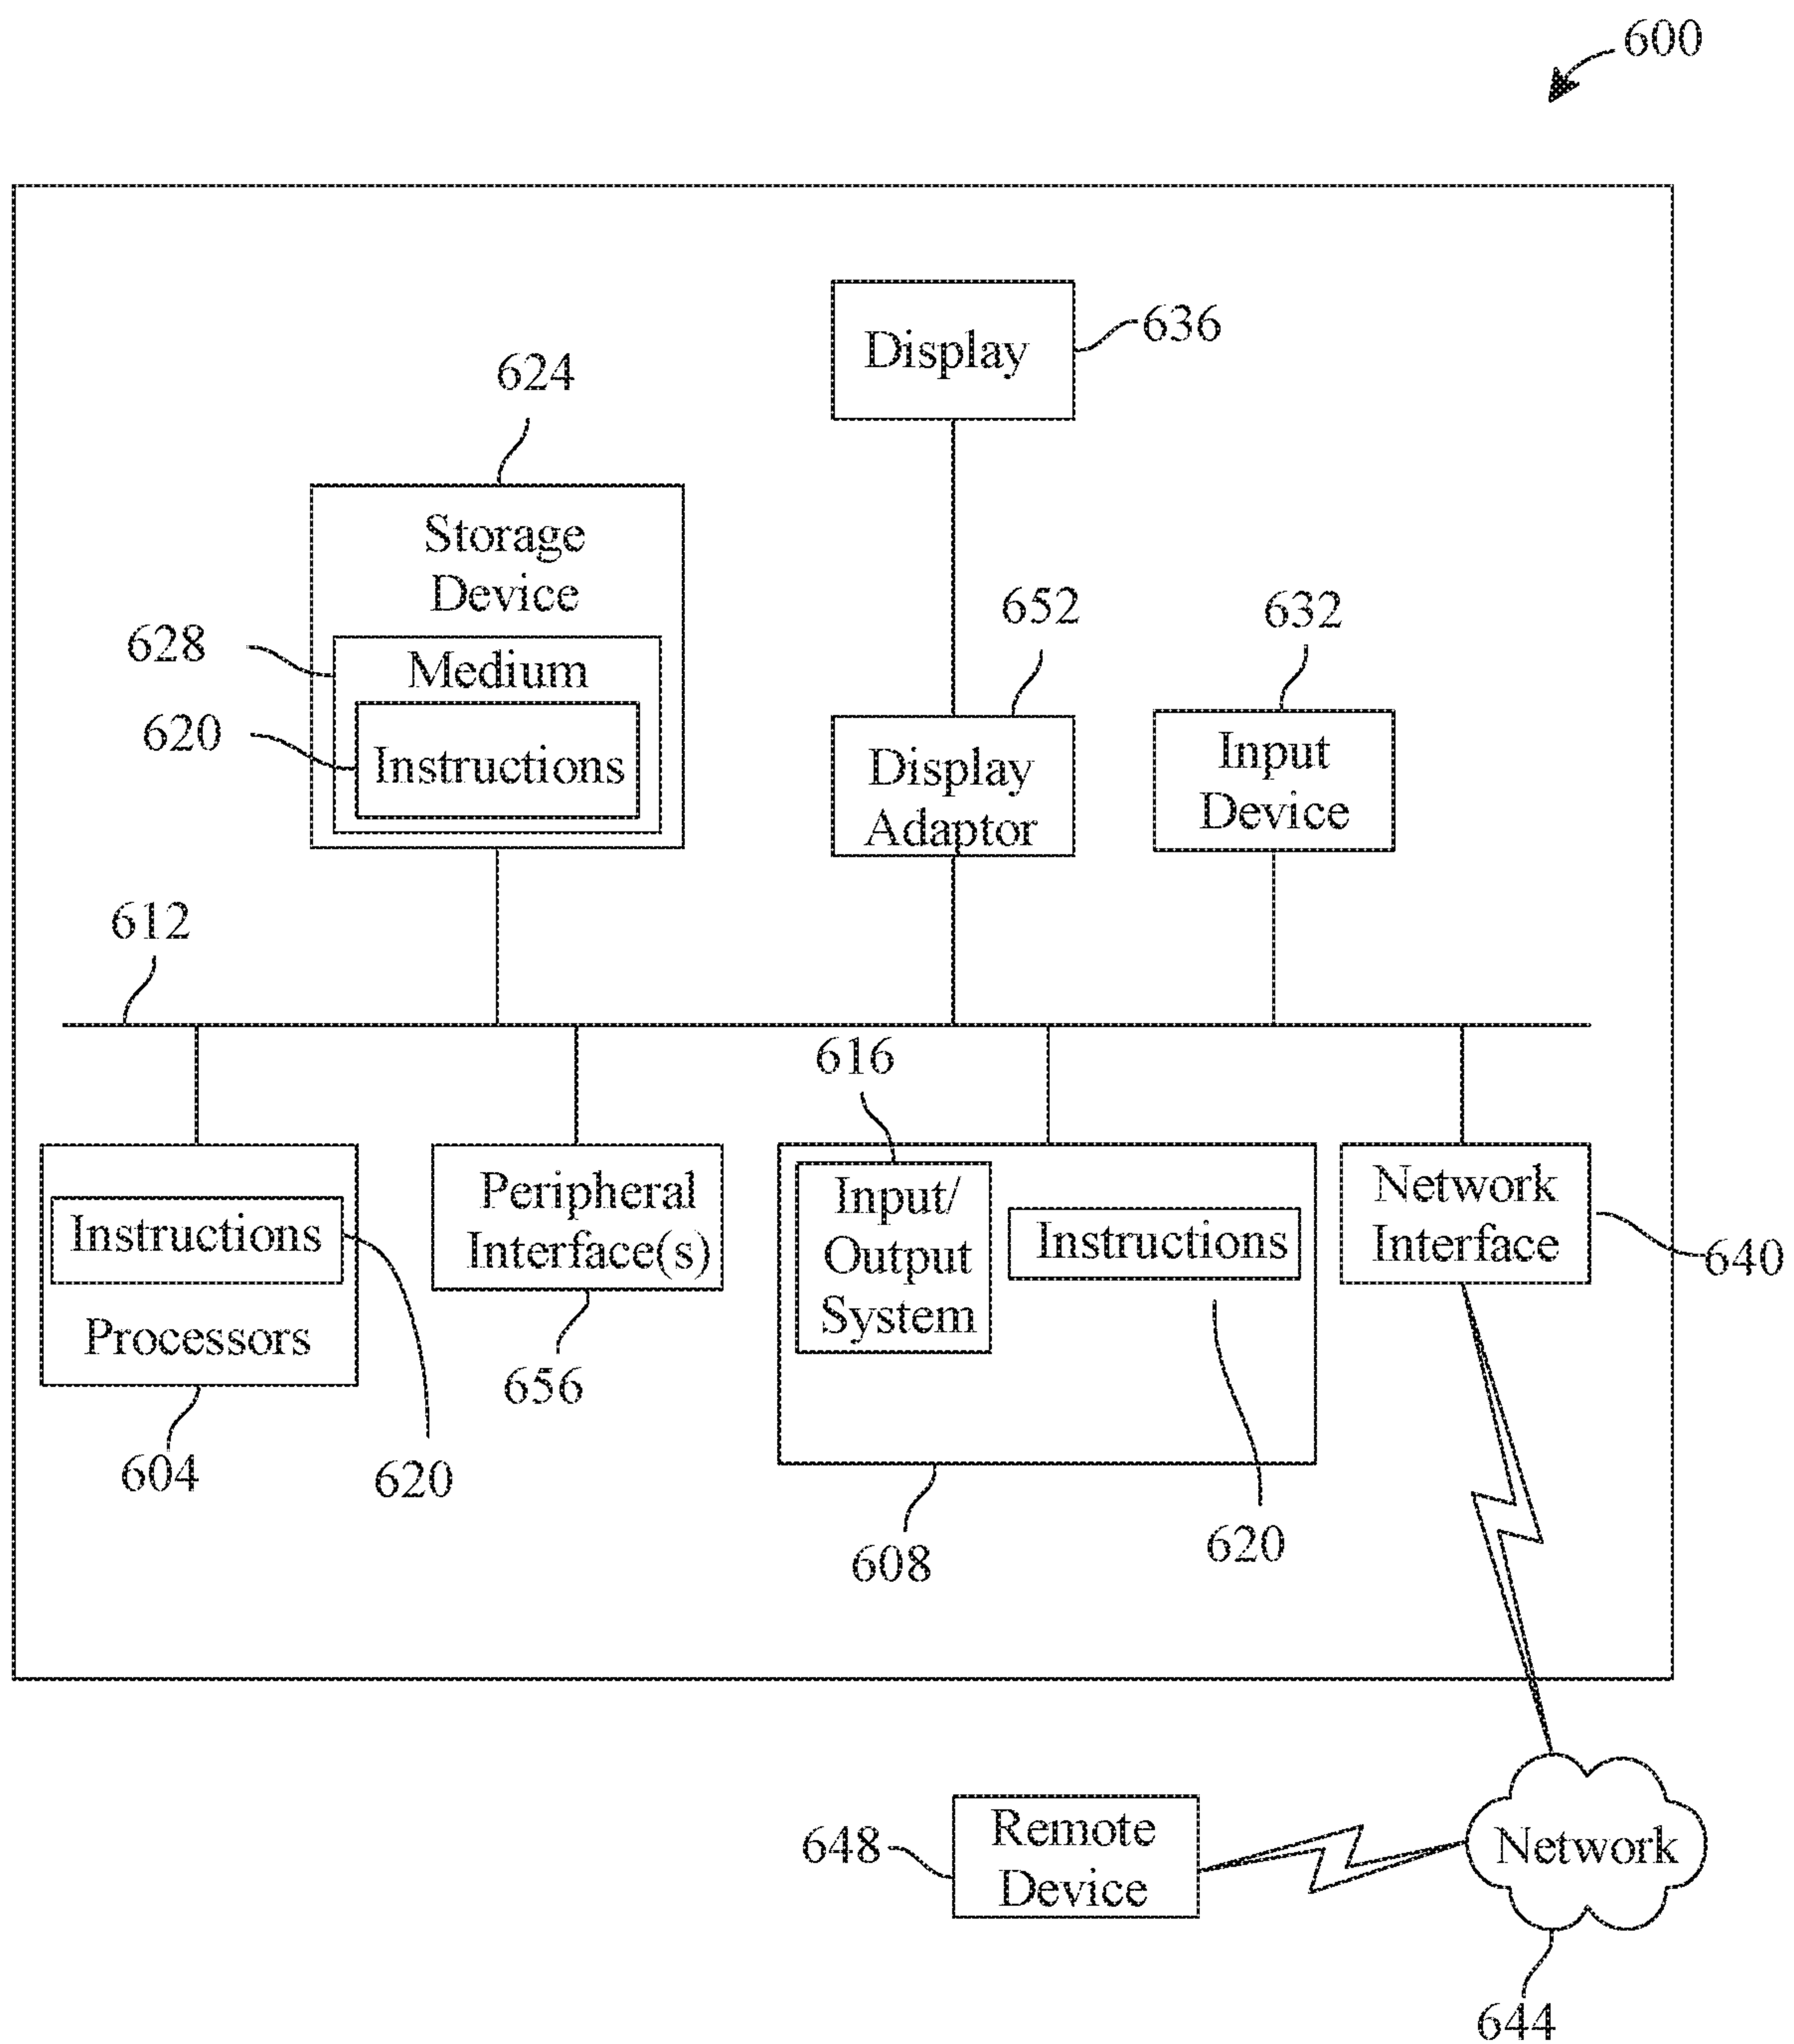 600
Display
636
624
Storage
Device
628
Medium
620
Instructions
652
Display
Adaptor
632
Input
Device
612
616
Instructions
Processors
604
620
Peripheral
Interface(s)
656
Input/
Output
System
Instructions
608
620
Network
Interface
640
648
Remote
Device
Network
644